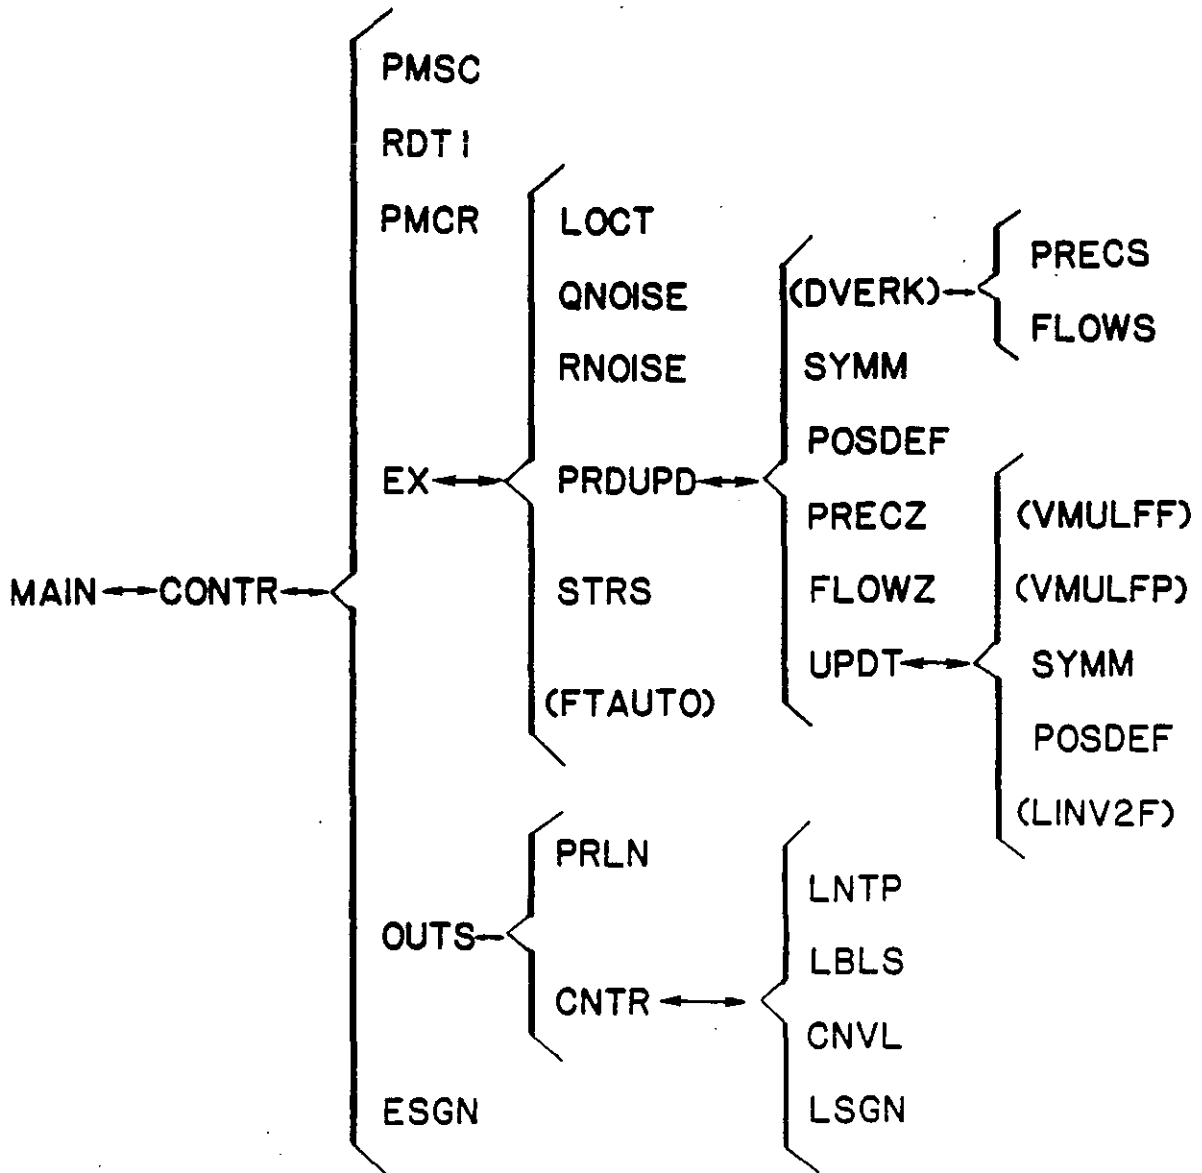 PMSC
RDTI
PMCR
LOCT
QNOISE
(DVERK)
PRECS
FLOWS
RNOISE
SYMM
POSDEF
EX
PRDUPD
PRECZ
(VMULFF)
MAIN
CONTR
STRS
FLOWZ
(VMULFP)
UPDT
SYMM
(FTAUTO)
POSDEF
(LINV2F)
PRLN
LNTP
OUTS
LBLS
CNTR
CNVL
ESGN
LSGN